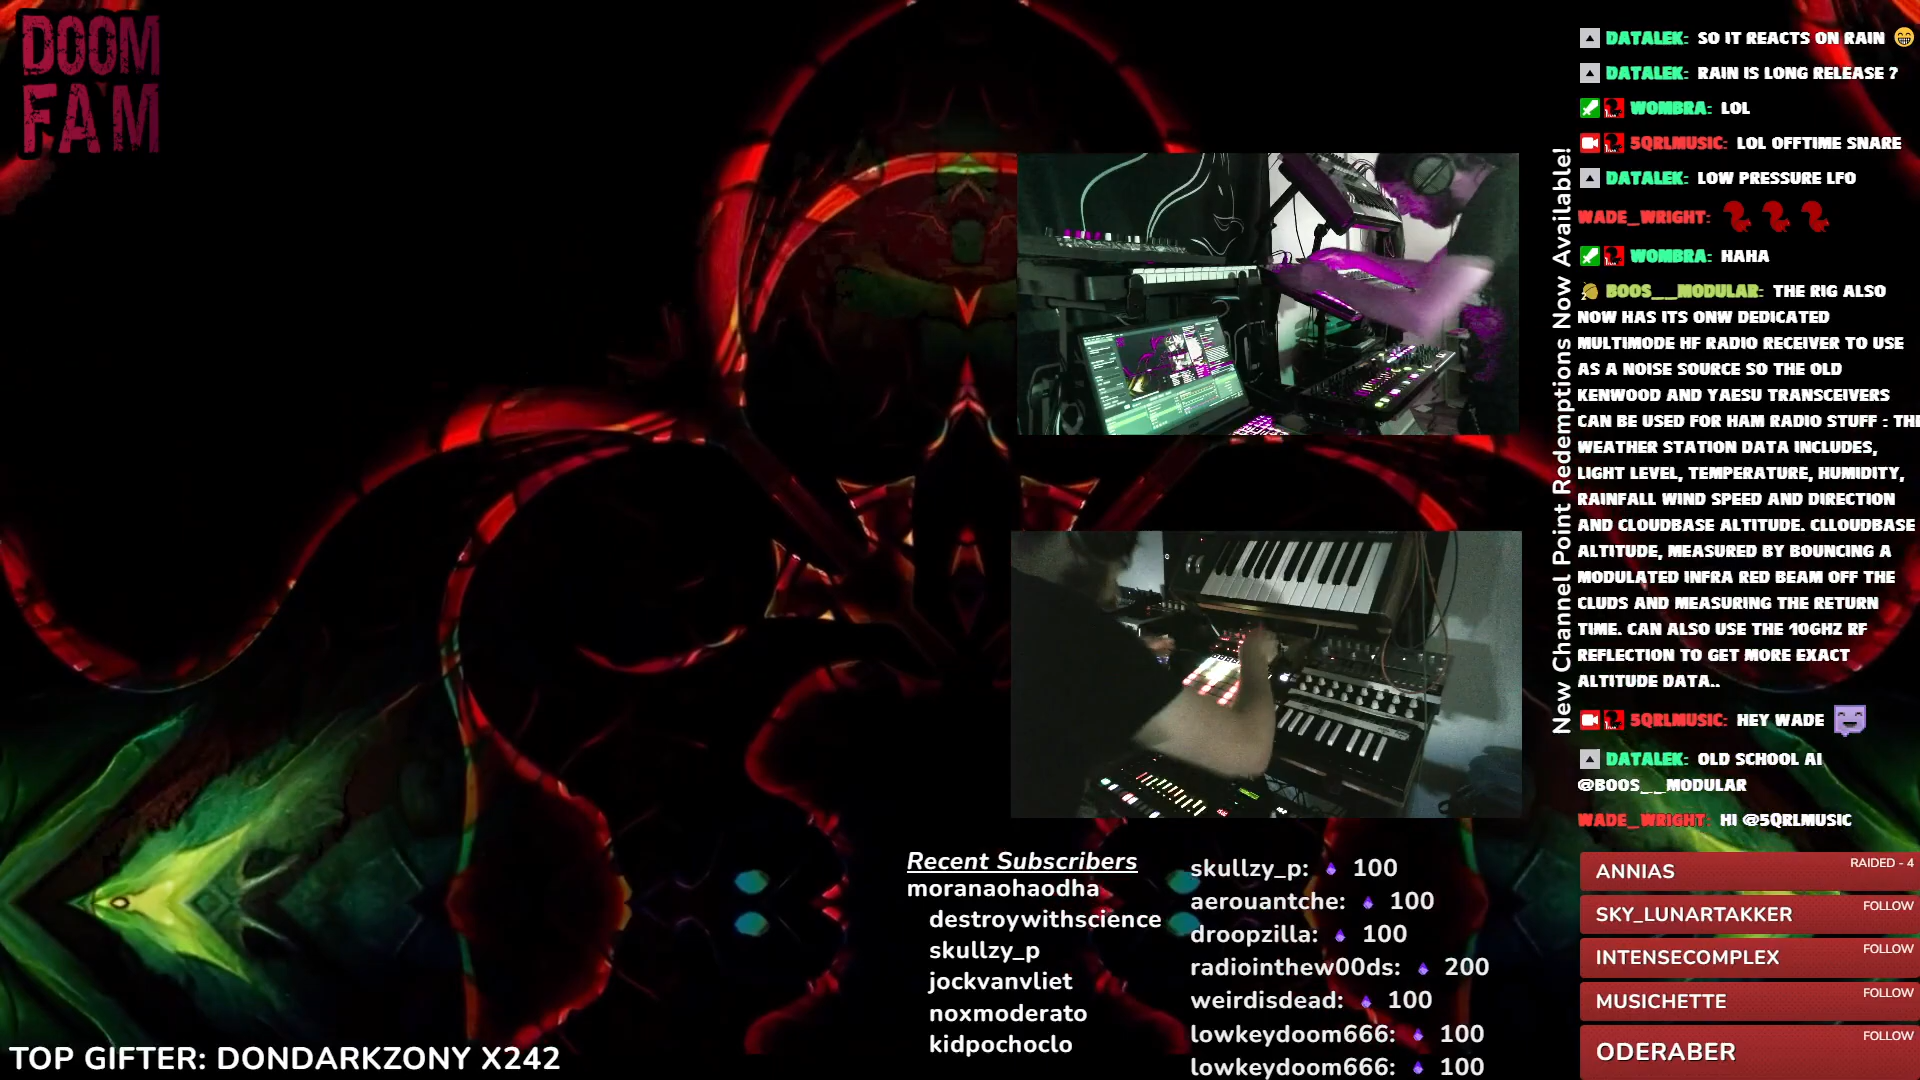 DOOM
FAM
New Channel Point Redemptions Now Available!
DATALEK: SO IT REACTS ON RAIN
DATALEK: RAIN IS LONG RELEASE ?
WOMBRA: LOL
5QRLMUSIC: LOL OFFTIME SNARE
DATALEK: LOW PRESSURE LFO
WADE_WRIGHT:
WOMBRA: HAHA
BOOS__MODULAR: THE RIG ALSO
NOW HAS ITS ONW DEDICATED
MULTIMODE HF RADIO RECEIVER TO USE
AS A NOISE SOURCE SO THE OLD
KENWOOD AND YAESU TRANSCEIVERS
CAN BE USED FOR HAM RADIO STUFF : THE
WEATHER STATION DATA INCLUDES,
LIGHT LEVEL, TEMPERATURE, HUMIDITY,
RAINFALL WIND SPEED AND DIRECTION
AND CLOUDBASE ALTITUDE. CLLOUDBASE
ALTITUDE, MEASURED BY BOUNCING A
MODULATED INFRA RED BEAM OFF THE
CLUDS AND MEASURING THE RETURN
TIME. CAN ALSO USE THE 10GHZ RF
REFLECTION TO GET MORE EXACT
ALTITUDE DATA..
5QRLMUSIC: HEY WADE
DATALEK: OLD SCHOOL AI
@BOOS__MODULAR
WADE_WRIGHT: HI @5QRLMUSIC
Recent Subscribers
moranaohaodha
destroywithscience
skullzy_p
jockvanvliet
noxmoderato
kidpochoclo
skullzy_p: 100
aerouantche: 100
droopzilla: 100
radiointhew00ds: 200
weirdisdead: 100
lowkeydoom666: 100
lowkeydoom666: 100
ANNIAS RAIDED - 4
SKY_LUNARTAKKER FOLLOW
INTENSECOMPLEX FOLLOW
MUSICHETTE FOLLOW
ODERABER FOLLOW
TOP GIFTER: DONDARKZONY X242